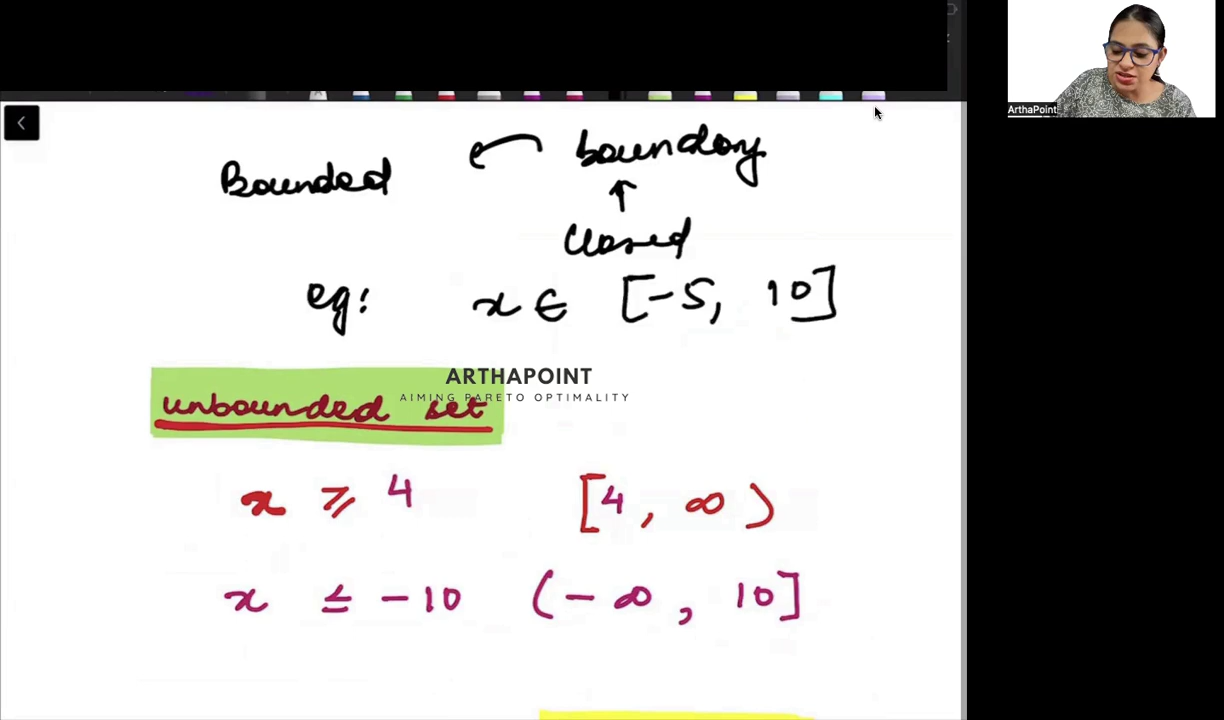 ArthaPoint
Bounded boundary
closed
eg: x ∈ [-5, 10]
ARTHAPOINT
AIMING PARETO OPTIMALITY
unbounded set
x ≥ 4 [4, ∞)
x ≤ -10 (-∞, 10]